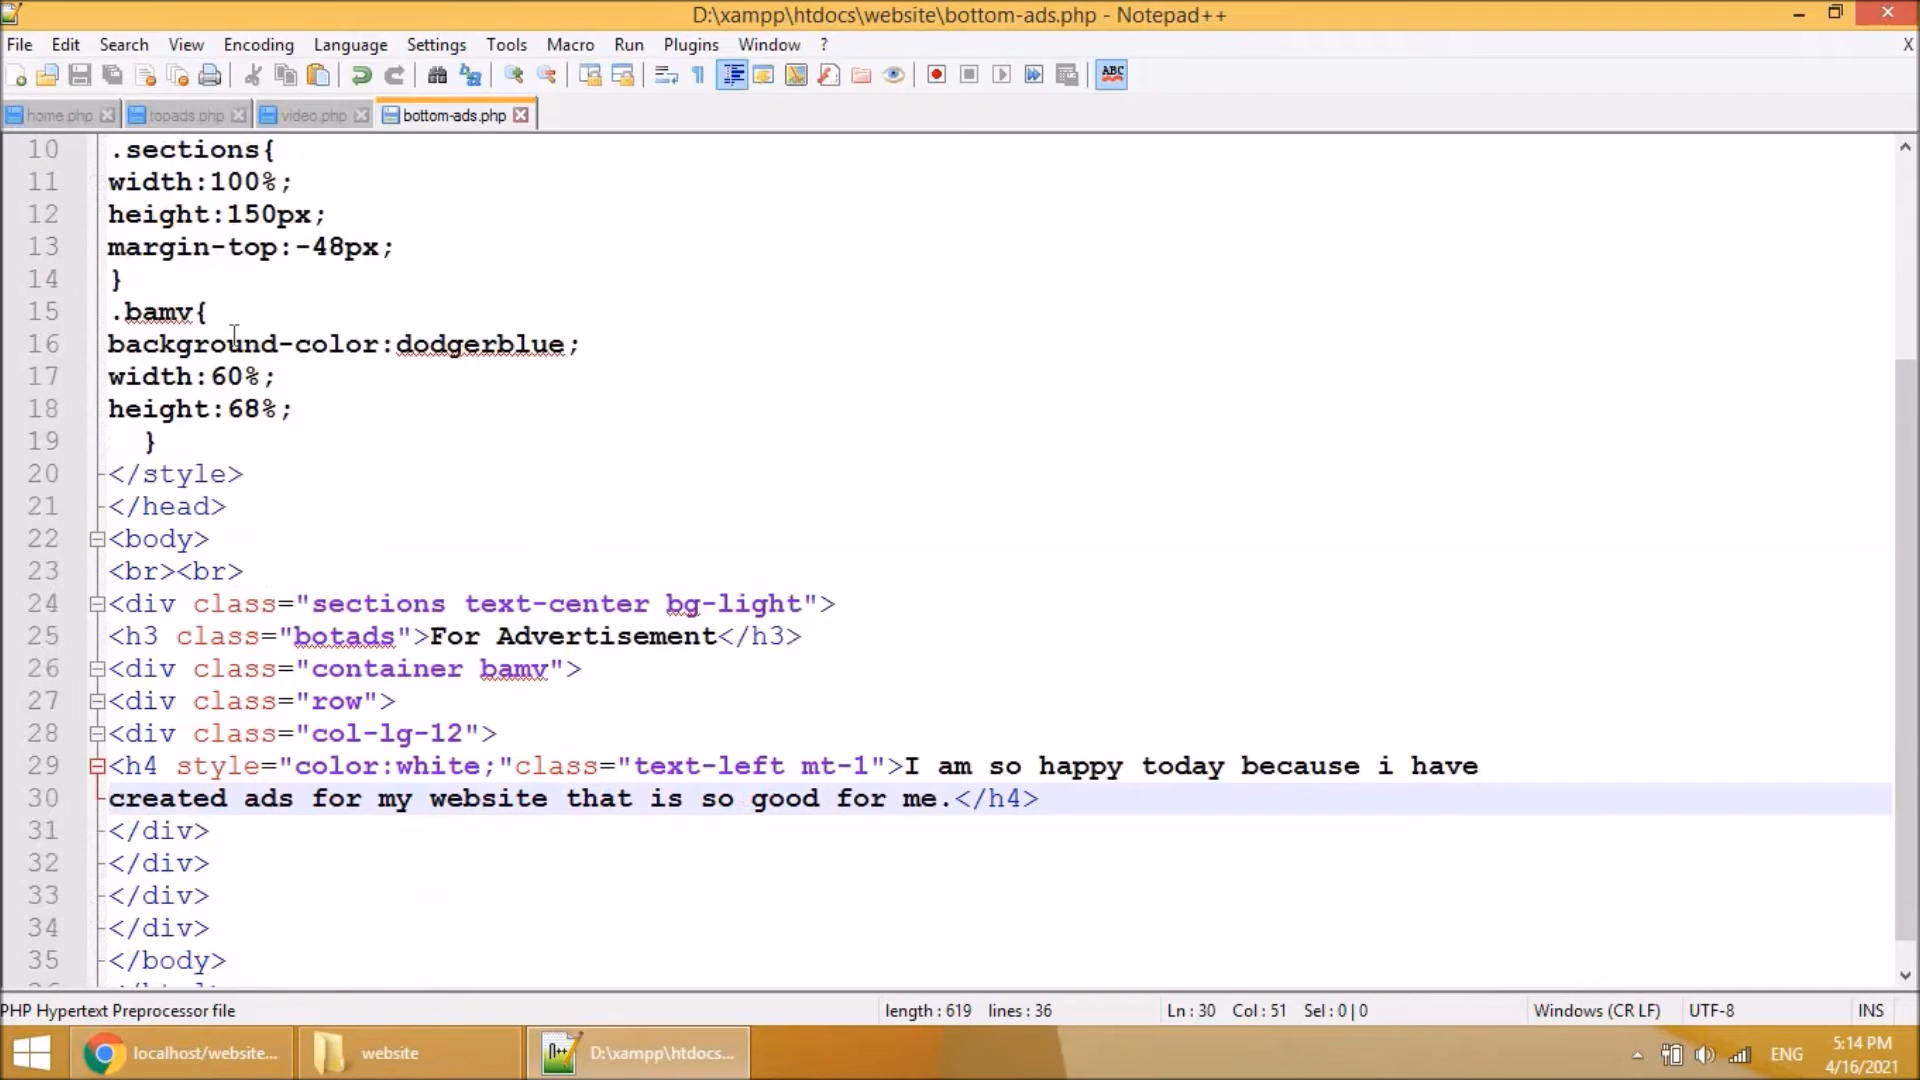 D:\xampp\htdocs\website\bottom-ads.php - Notepad++
File Edit Search View Encoding Language Settings Tools Macro Run Plugins Window ? X
ABC
home.php topads.php video.php bottom-ads.php
10 .sections{
11 width:100%;
12 height:150px;
13 margin-top:-48px;
14 }
15 .bamv{
16 background-color:dodgerblue;
17 width:60%;
18 height:68%;
19 }
20 </style>
21 </head>
22 <body>
23 <br><br>
24 <div class="sections text-center bg-light">
25 <h3 class="botads">For Advertisement</h3>
26 <div class="container bamv">
27 <div class="row">
28 <div class="col-lg-12">
29 <h4 style="color:white;"class="text-left mt-1">I am so happy today because i have
30 created ads for my website that is so good for me.</h4>
31 </div>
32 </div>
33 </div>
34 </div>
35 </body>
PHP Hypertext Preprocessor file length : 619 lines : 36 Ln : 30 Col : 51 Sel : 0 | 0 Windows (CR LF) UTF-8 INS
localhost/website... website D:\xampp\htdocs... ENG 5:14 PM
4/16/2021